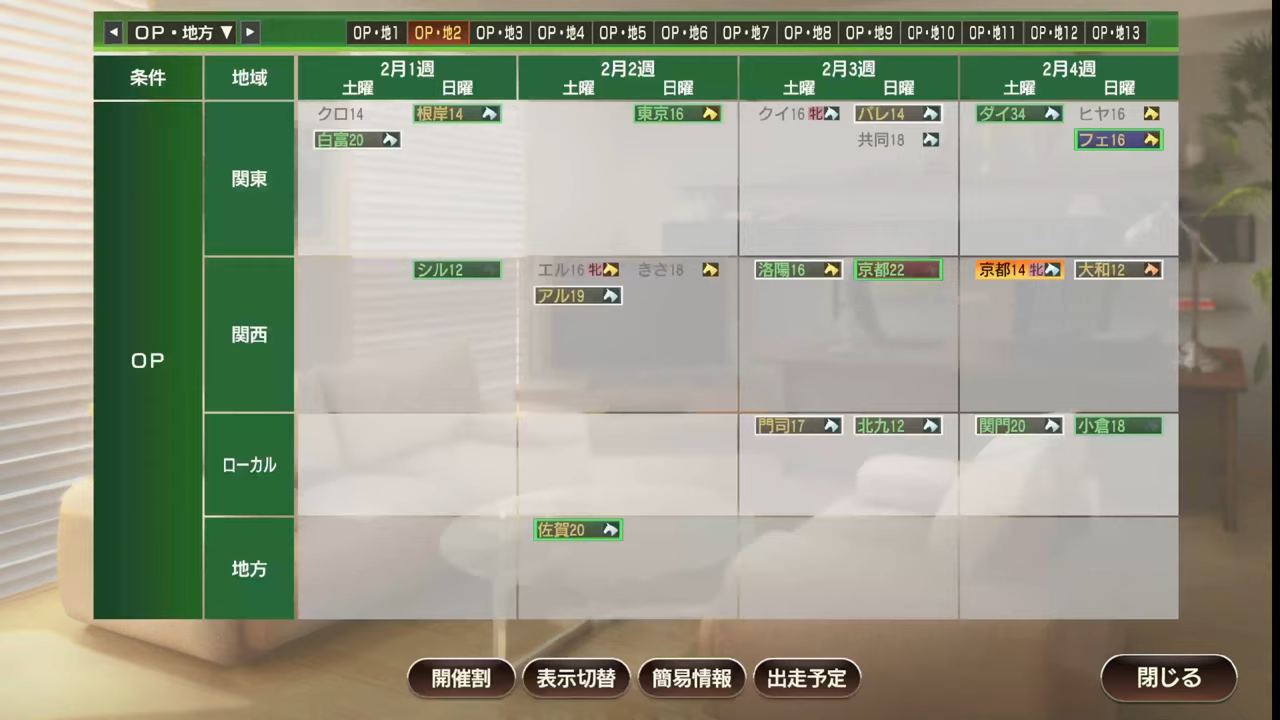 ◀ OP・地方▼ ▶ OP・地1 OP・地2 OP・地3 OP・地4 OP・地5 OP・地6 OP・地7 OP・地8 OP・地9 OP・地10 OP・地11 OP・地12 OP・地13
条件 地域 2月1週 2月2週 2月3週 2月4週
土曜 日曜 土曜 日曜 土曜 日曜 土曜 日曜
OP
関東
クロ14 根岸14 東京16 クイ16 牝 バレ14 ダイ34 ヒヤ16
白富20 共同18 フェ16
関西
シル12 エル16 牝 きさ18 洛陽16 京都22 京都14 牝 大和12
アル19
ローカル
門司17 北九12 関門20 小倉18
地方
佐賀20
開催割 表示切替 簡易情報 出走予定 閉じる